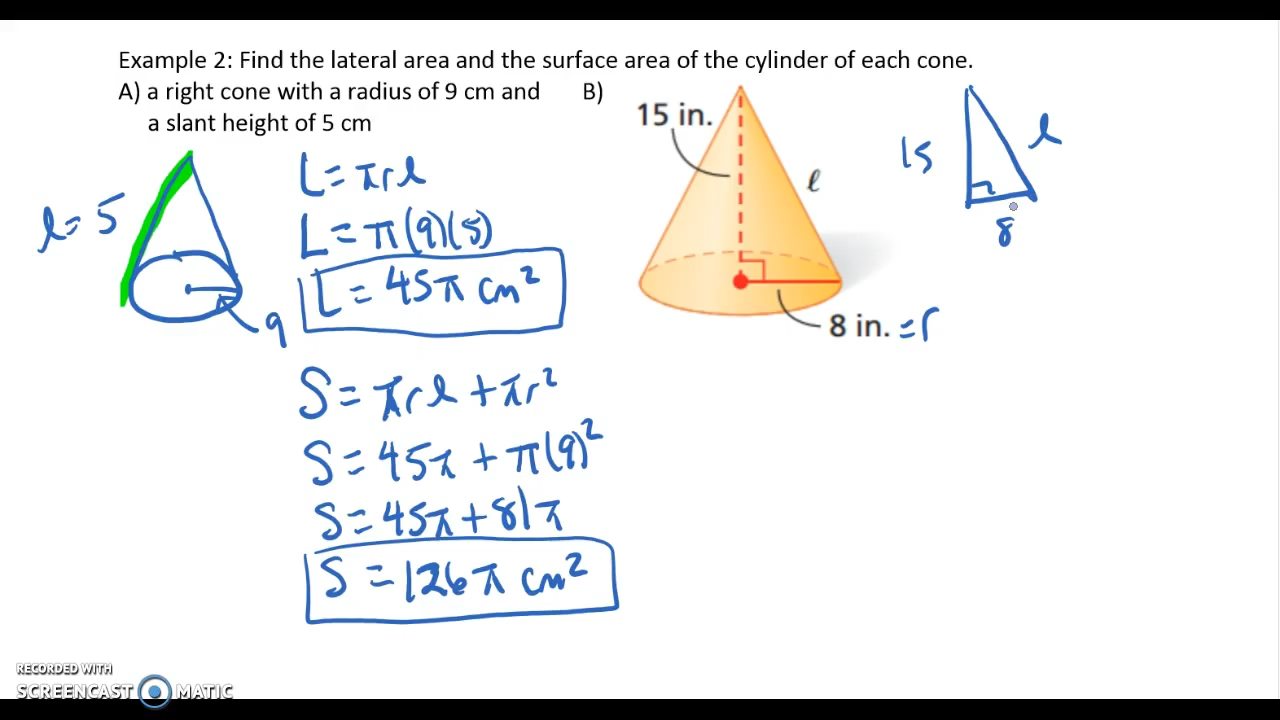 Example 2: Find the lateral area and the surface area of the cylinder of each cone.
A) a right cone with a radius of 9 cm and
a slant height of 5 cm
l = 5
9
L = πrl
L = π(9)(5)
L = 45π cm²
S = πrl + πr²
S = 45π + π(9)²
S = 45π + 81π
S = 126π cm²
B)
15 in.
ℓ
8 in. = r
15
l
8
RECORDED WITH
SCREENCAST MATIC